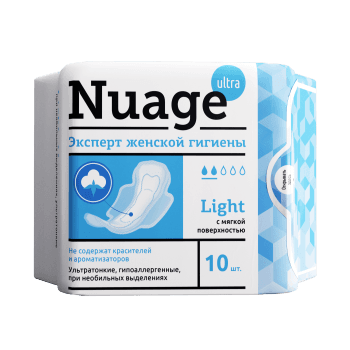 ultra
Nuage
Эксперт женской гигиены
Light
с мягкой
поверхностью
Не содержат красителей
и ароматизаторов
Ультратонкие, гипоаллергенные,
при необильных выделениях
10 шт.
Открывать